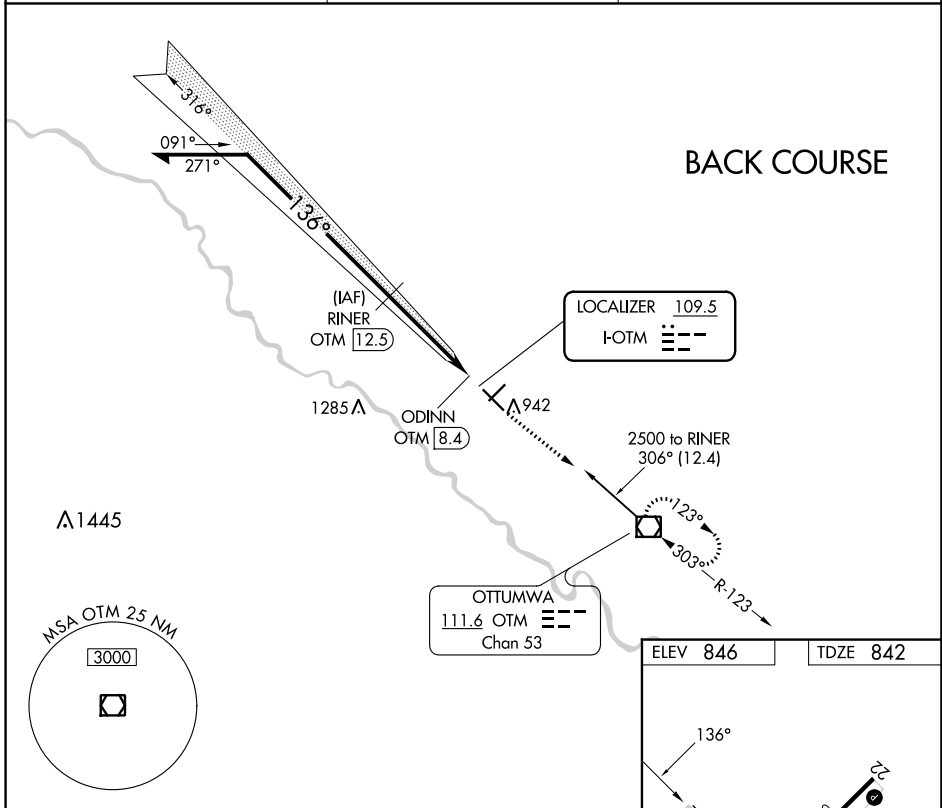 316°
091°
271°
BACK COURSE
136°
(IAF)
RINER
OTM 12.5
LOCALIZER 109.5
I-OTM
1285
ODINN
OTM 8.4
942
2500 to RINER
306° (12.4)
1445
123°
303°
R-123
OTTUMWA
111.6 OTM
Chan 53
MSA OTM 25 NM
3000
ELEV 846
TDZE 842
136°
22
P